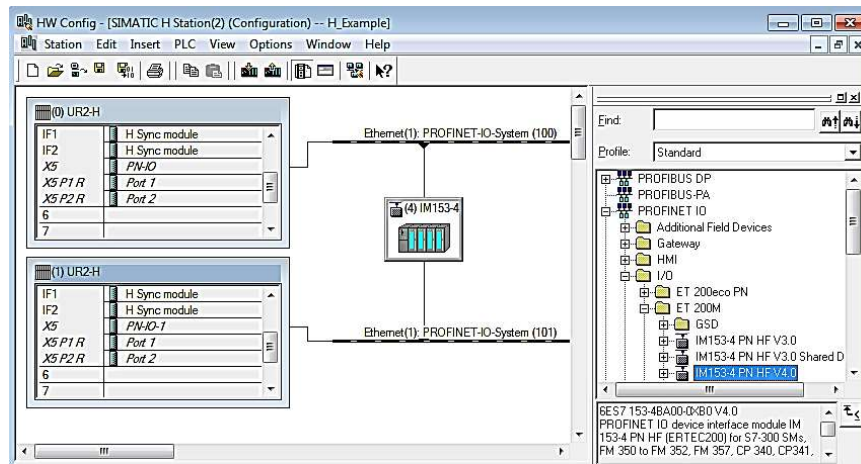 HW Config - [SIMATIC H Station(2) (Configuration) -- H_Example]
Station Edit Insert PLC View Options Window Help
(0) UR2-H
IF1 H Sync module
IF2 H Sync module
X5 PN-IO
X5 P1 R Port 1
X5 P2 R Port 2
6
7
Ethernet(1): PROFINET-IO-System (100)
(4) IM153-4
(1) UR2-H
IF1 H Sync module
IF2 H Sync module
X5 PN-IO-1
X5 P1 R Port 1
X5 P2 R Port 2
6
7
Ethernet(1): PROFINET-IO-System (101)
Find:
Profile: Standard
PROFIBUS DP
PROFIBUS-PA
PROFINET IO
Additional Field Devices
Gateway
HMI
I/O
ET 200eco PN
ET 200M
GSD
IM153-4 PN HF V3.0
IM153-4 PN HF V3.0 Shared D
IM153-4 PN HF V4.0
6ES7 153-4BA00-0XB0 V4.0
PROFINET IO device interface module IM
153-4 PN HF (ERTEC200) for S7-300 SMs,
FM 350 to FM 352, FM 357, CP 340, CP341,